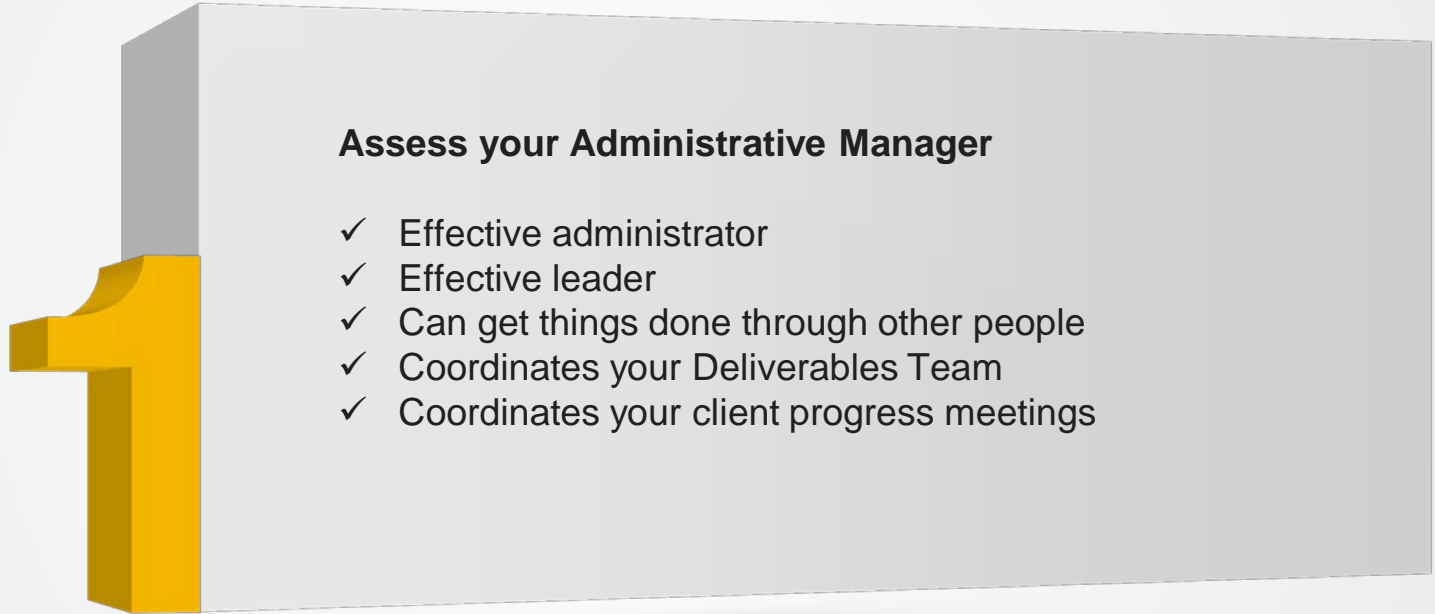 1
Assess your Administrative Manager
✓ Effective administrator
✓ Effective leader
✓ Can get things done through other people
✓ Coordinates your Deliverables Team
✓ Coordinates your client progress meetings